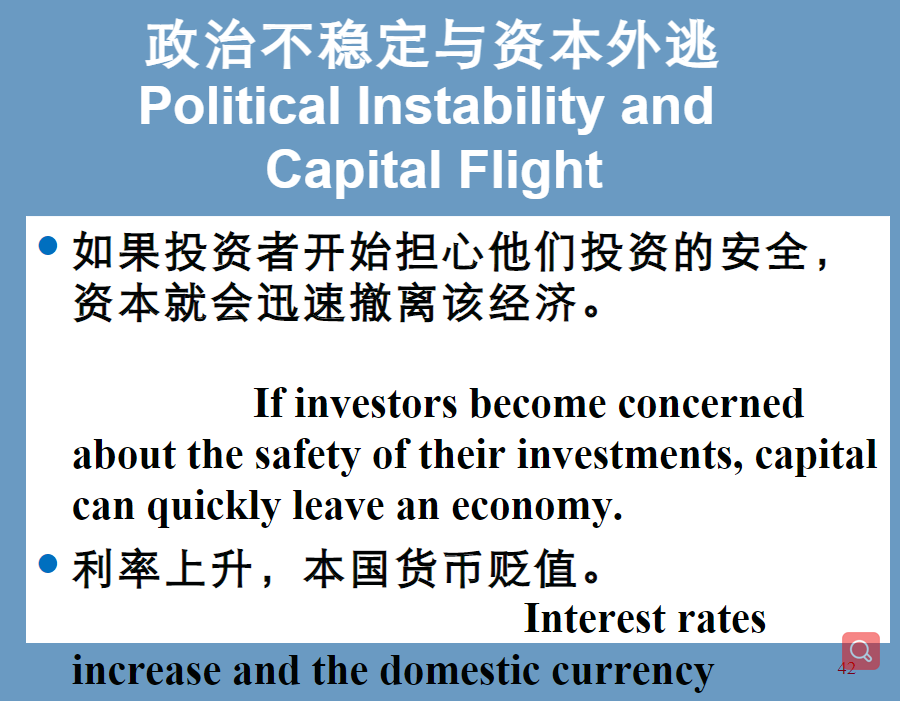 政治不稳定与资本外逃
Political Instability and
Capital Flight
如果投资者开始担心他们投资的安全，
资本就会迅速撤离该经济。
If investors become concerned
about the safety of their investments, capital
can quickly leave an economy.
利率上升，本国货币贬值。
Interest rates
increase and the domestic currency
42